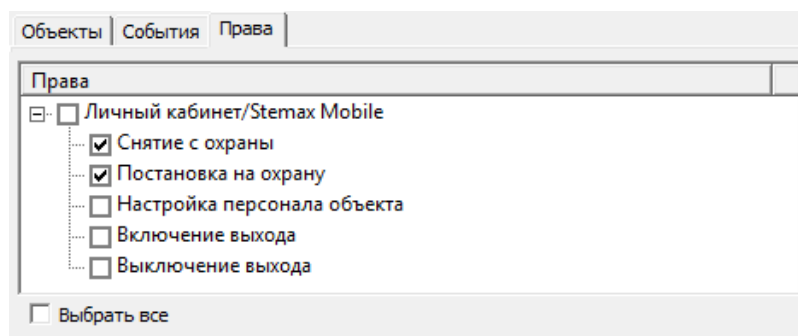 Объекты События Права
Права
Личный кабинет/Stemax Mobile
Снятие с охраны
Постановка на охрану
Настройка персонала объекта
Включение выхода
Выключение выхода
Выбрать все